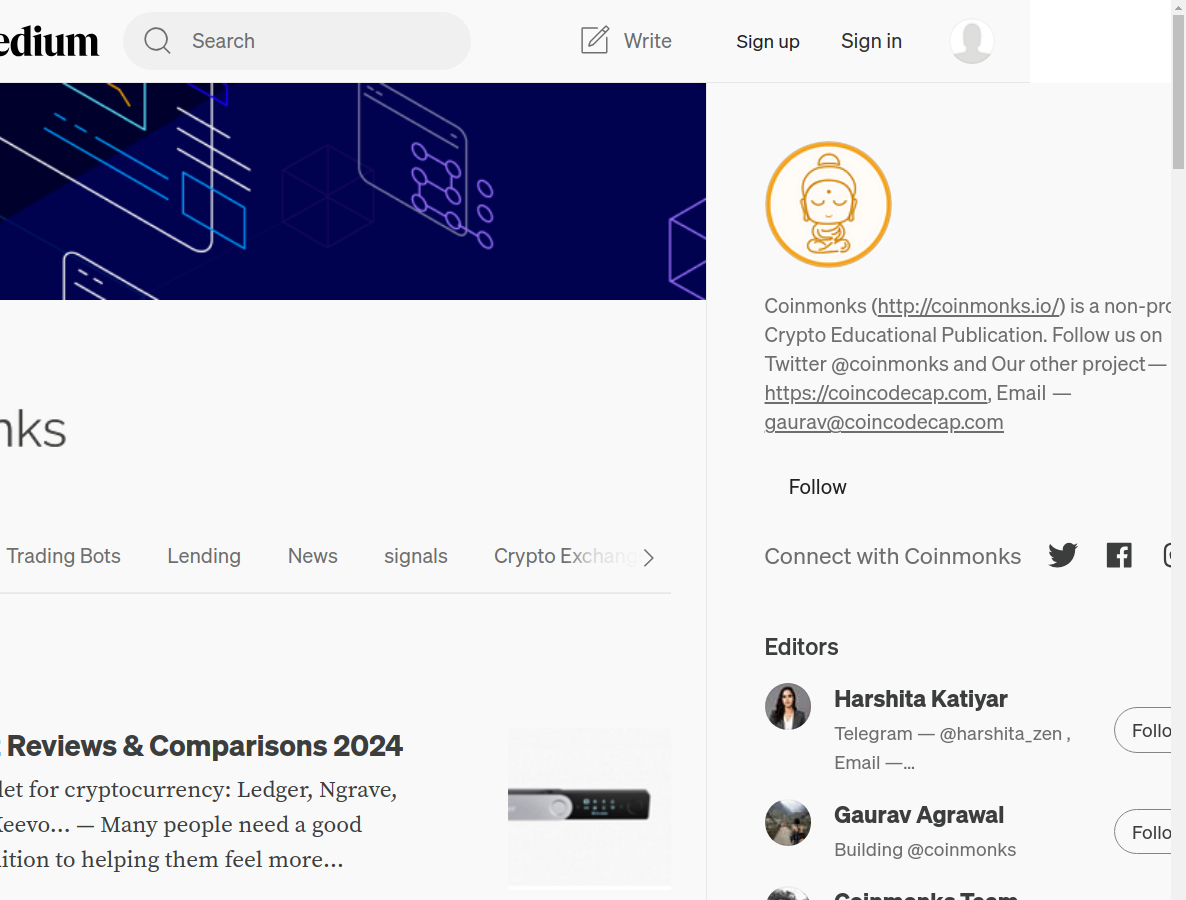 edium
Search
Write
Sign up
Sign in
Coinmonks (http://coinmonks.io/) is a non-pro
Crypto Educational Publication. Follow us on
Twitter @coinmonks and Our other project —
https://coincodecap.com, Email —
gaurav@coincodecap.com
nks
Follow
Trading Bots
Lending
News
signals
Crypto Exchang
Connect with Coinmonks
Editors
Harshita Katiyar
Telegram — @harshita_zen ,
Email —...
Follo
: Reviews & Comparisons 2024
let for cryptocurrency: Ledger, Ngrave,
Keevo… — Many people need a good
ition to helping them feel more…
Gaurav Agrawal
Building @coinmonks
Follo
Coinmonks Team